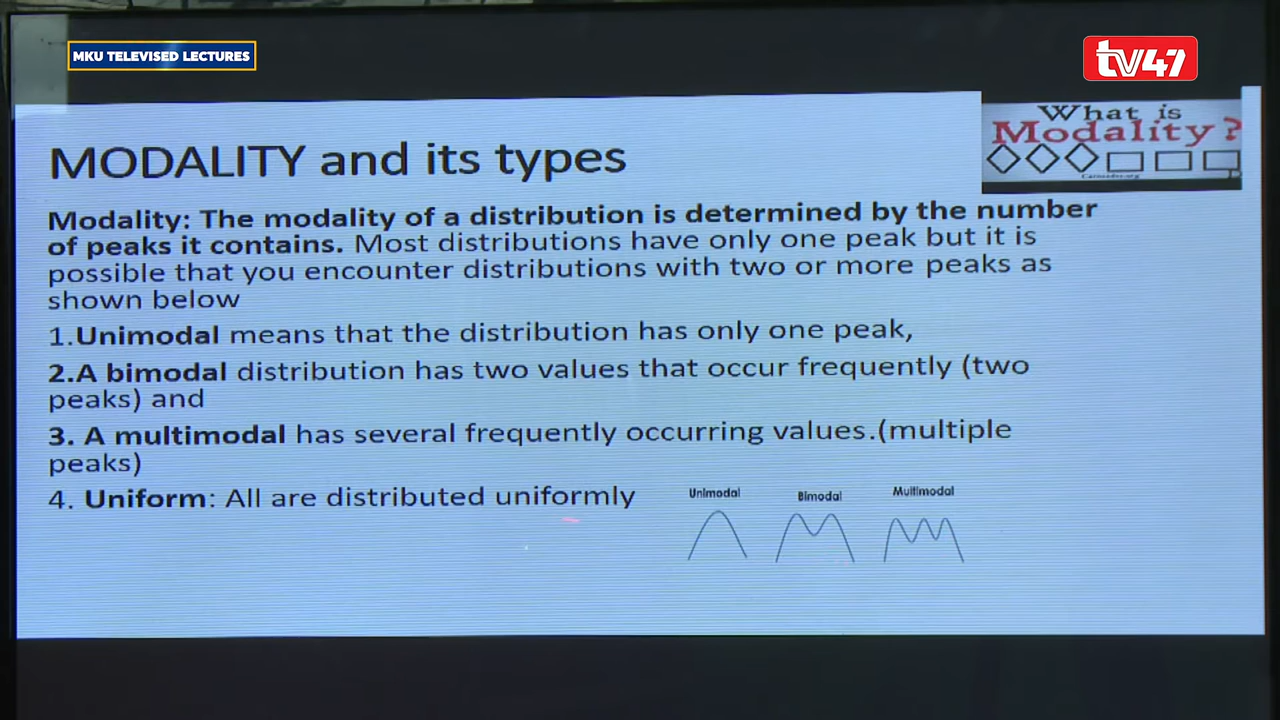 MKU TELEVISED LECTURES
tv47
What is
Modality?
MODALITY and its types
Modality: The modality of a distribution is determined by the number
of peaks it contains. Most distributions have only one peak but it is
possible that you encounter distributions with two or more peaks as
shown below
1.Unimodal means that the distribution has only one peak,
2.A bimodal distribution has two values that occur frequently (two
peaks) and
3. A multimodal has several frequently occurring values.(multiple
peaks)
4. Uniform: All are distributed uniformly
Unimodal
Bimodal
Multimodal